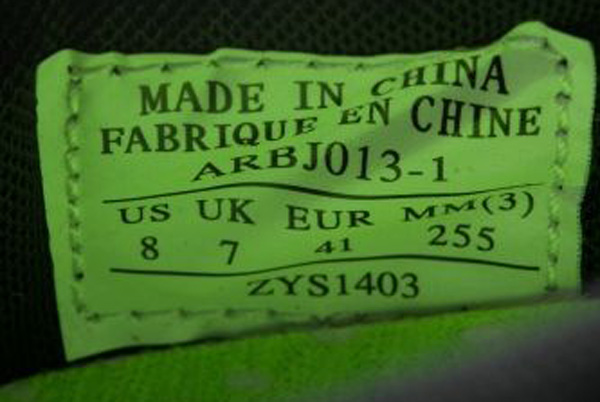 MADE IN CHINA
FABRIQUE EN CHINE
ARBJ013-1
US UK EUR MM(3)
8 7 41 255
ZYS1403